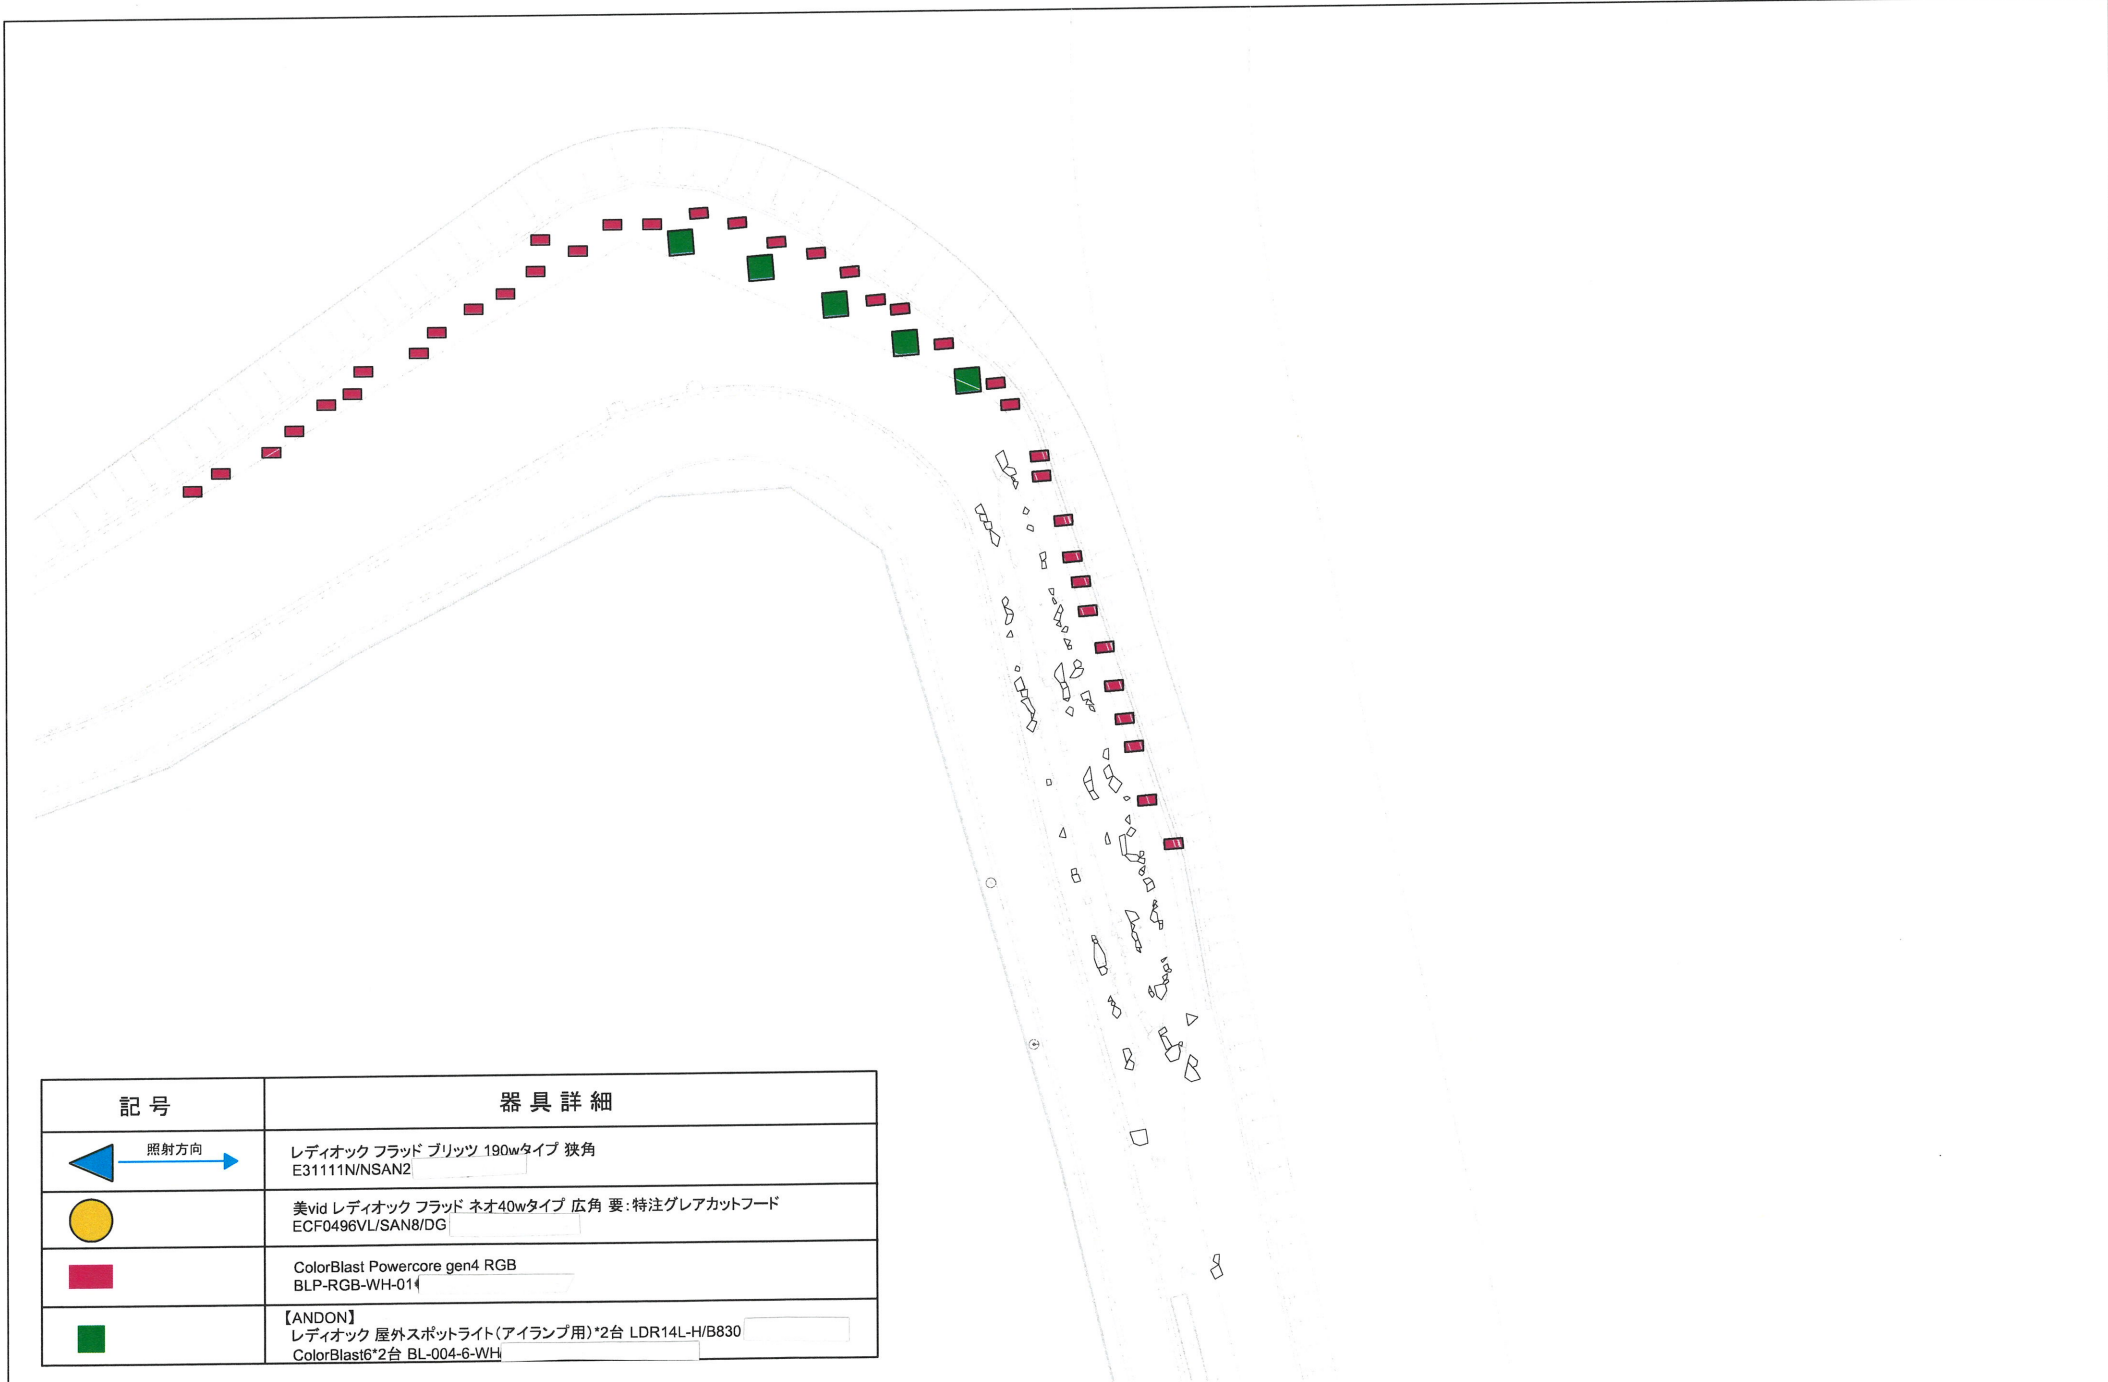 記号
器具詳細
照射方向
レディオック フラッド ブリッツ 190wタイプ 狭角
E31111N/NSAN2
美vid レディオック フラッド ネオ40wタイプ 広角 要:特注グレアカットフード
ECF0496VL/SAN8/DG
ColorBlast Powercore gen4 RGB
BLP-RGB-WH-01
【ANDON】
レディオック 屋外スポットライト(アイランプ用)*2台 LDR14L-H/B830
ColorBlast6*2台 BL-004-6-WH